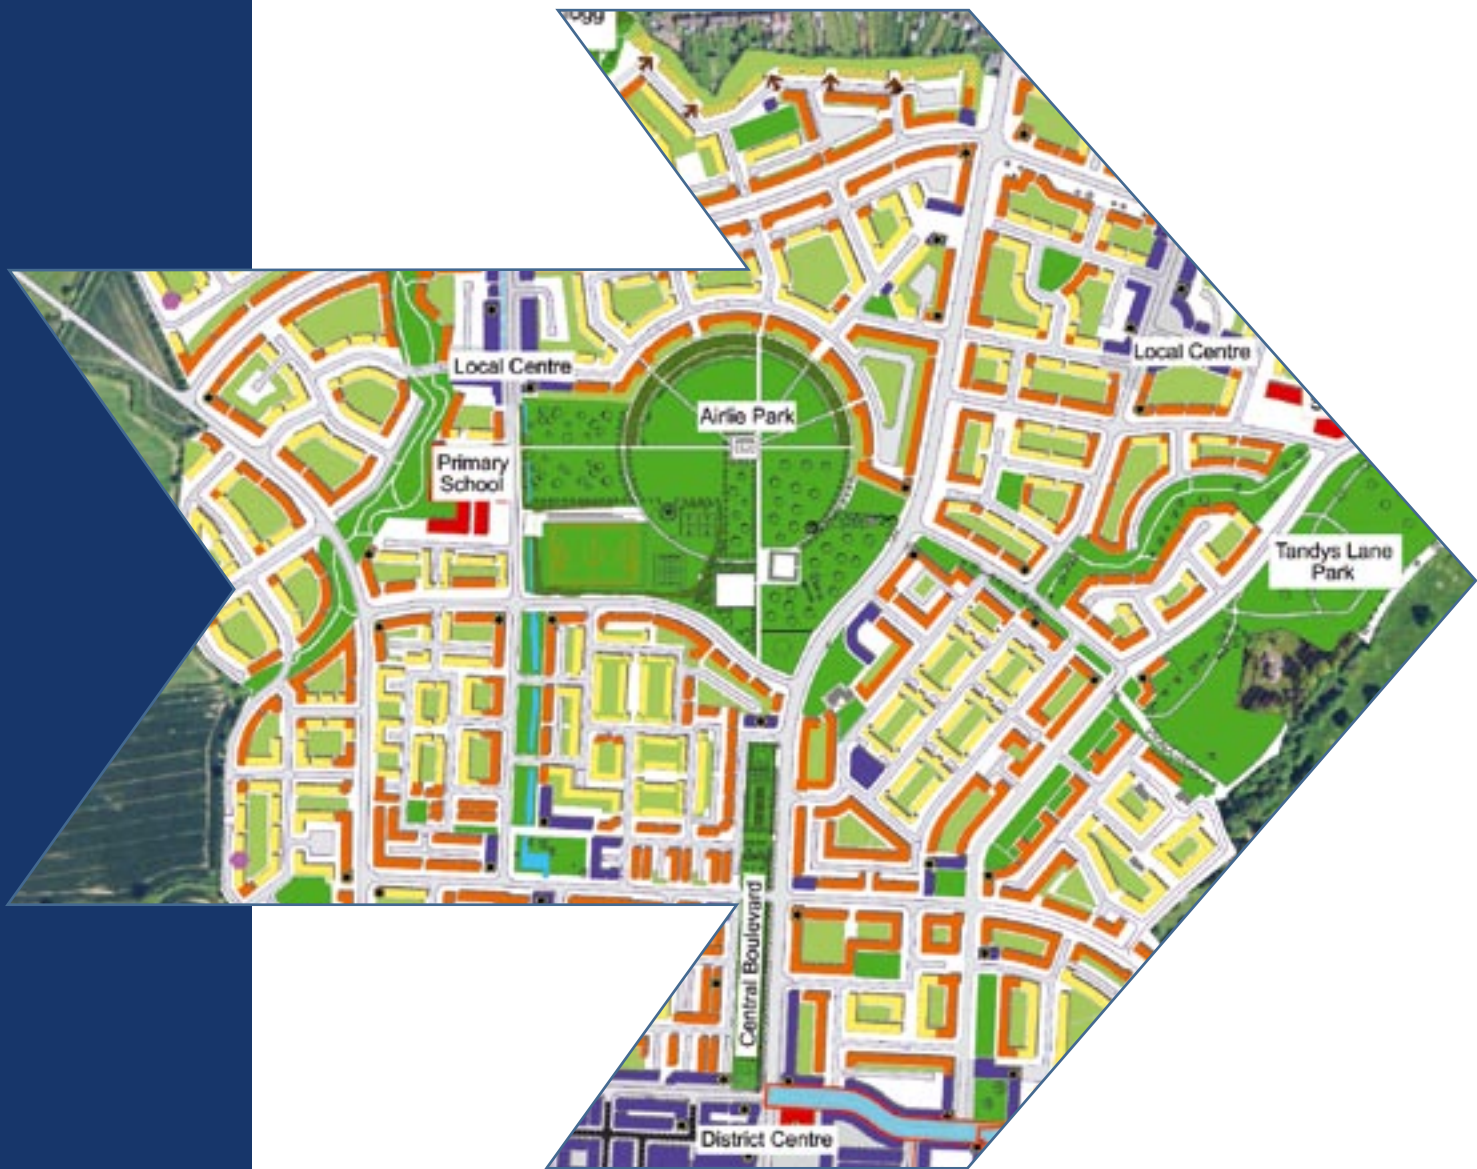 Local Centre
Local Centre
Airlie Park
Primary
School
Tandys Lane
Park
Central Boulevard
District Centre